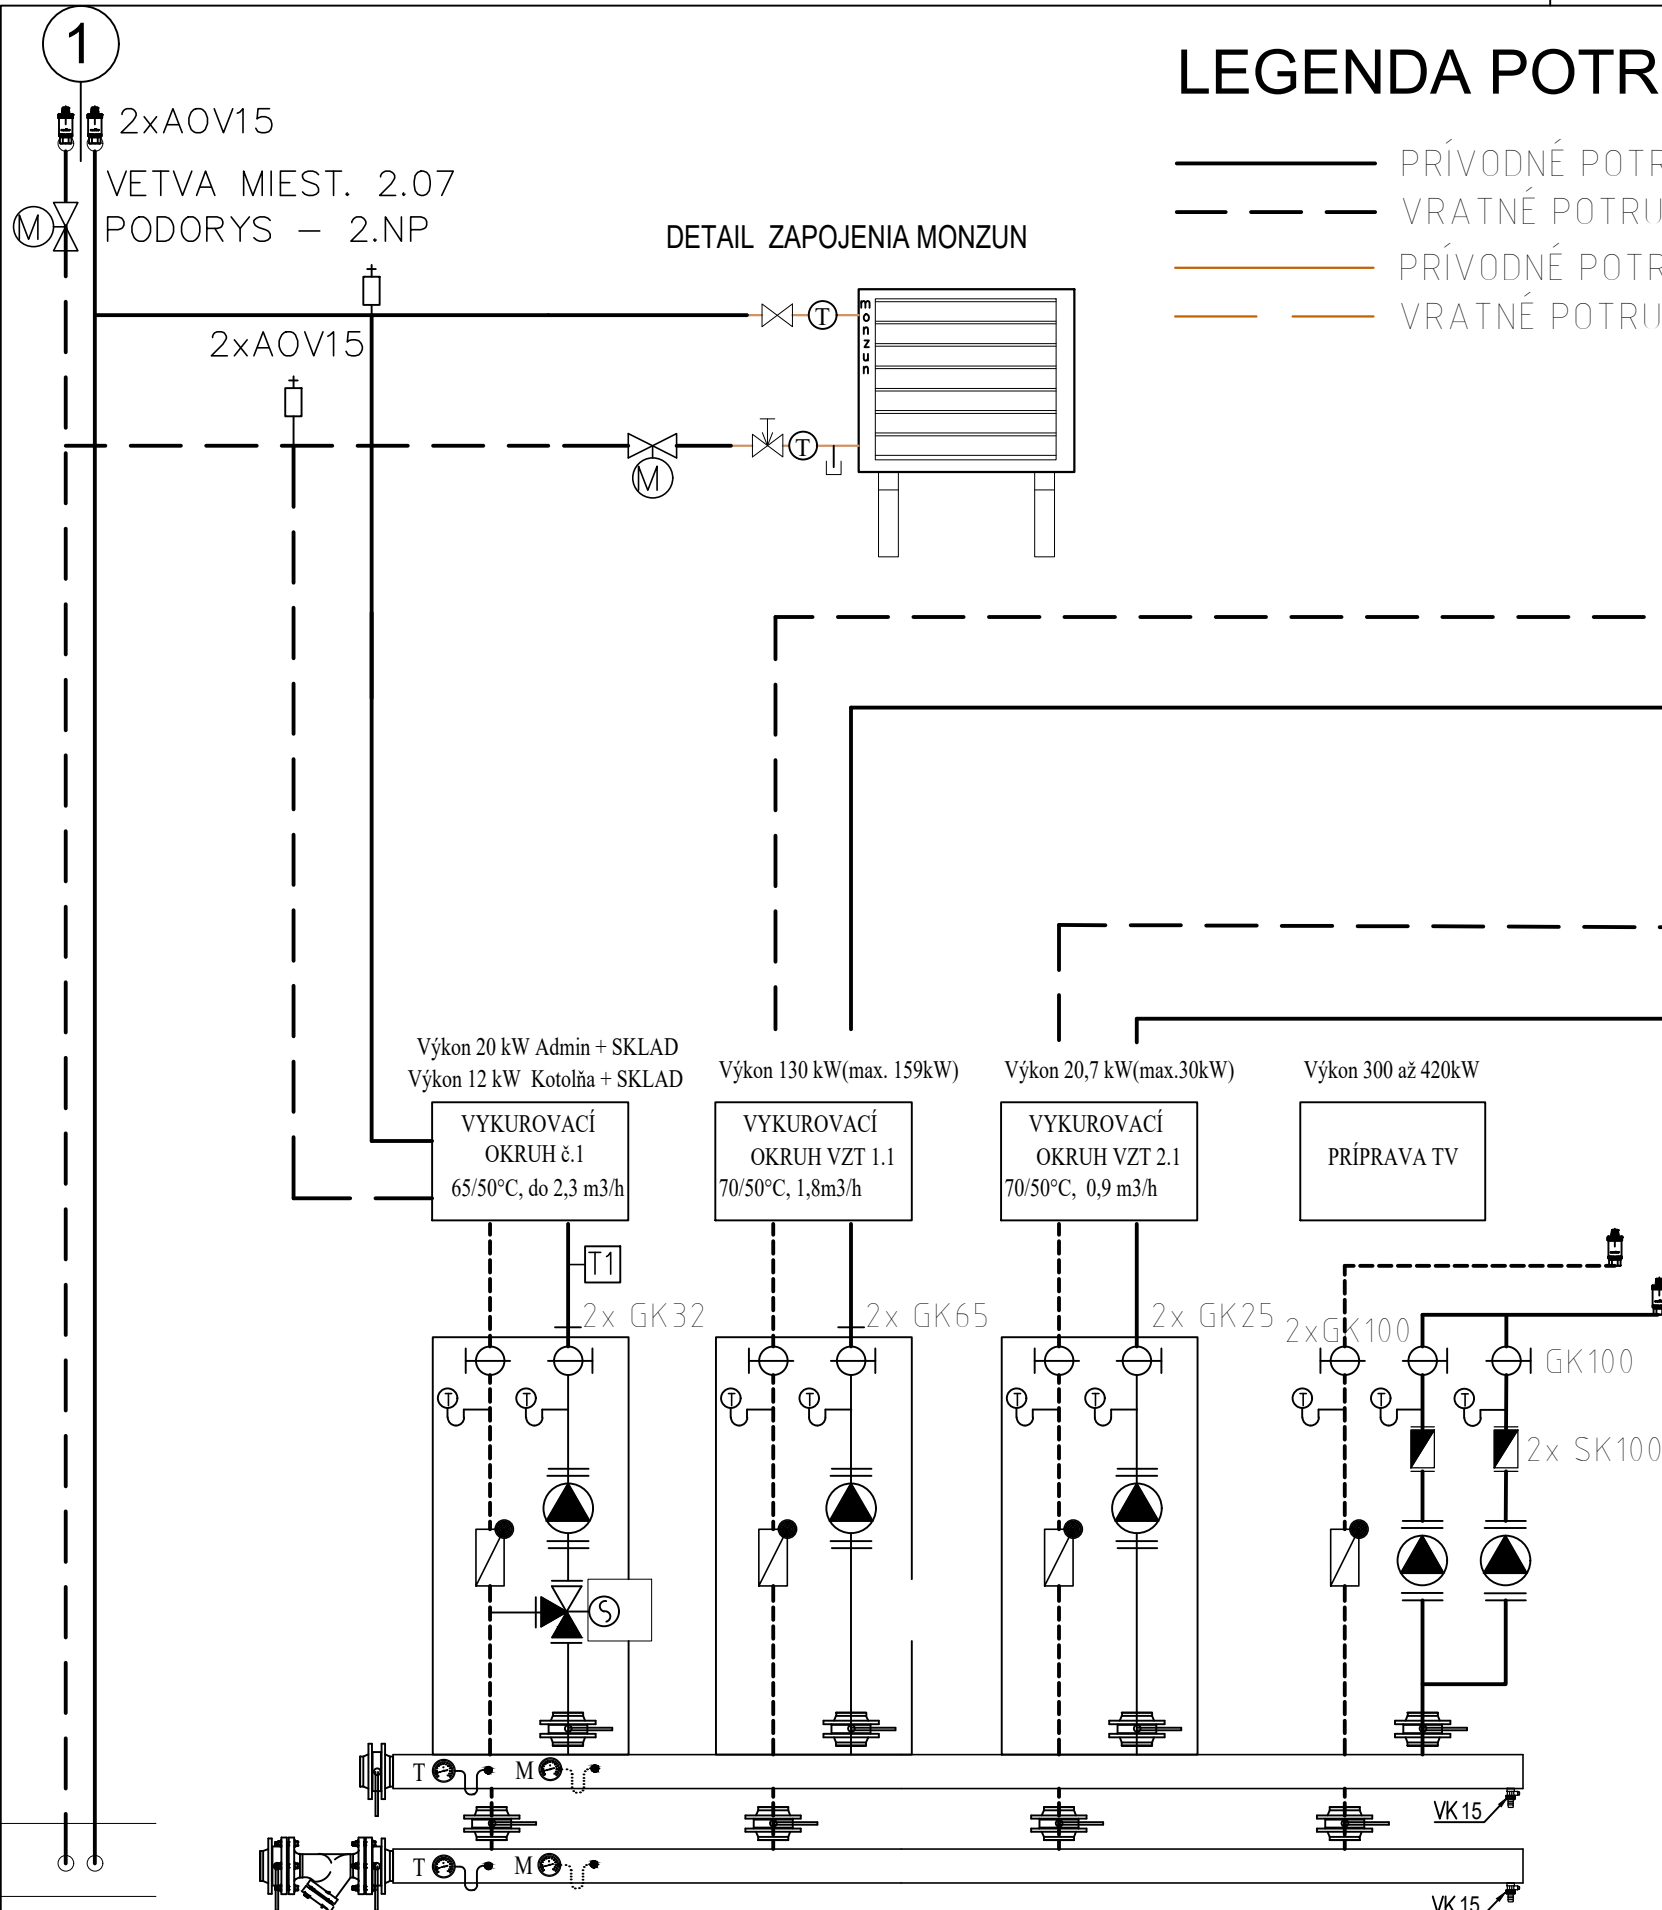 1
LEGENDA POTR
2xAOV15
PRÍVODNÉ POTR
VETVA MIEST. 2.07
VRATNÉ POTRU
M
PODORYS – 2.NP
DETAIL ZAPOJENIA MONZUN
PRÍVODNÉ POTR
VRATNÉ POTRU
T
monzun
2xAOV15
T
M
Výkon 20 kW Admin + SKLAD
Výkon 12 kW Kotolňa + SKLAD
Výkon 130 kW(max. 159kW)
Výkon 20,7 kW(max.30kW)
Výkon 300 až 420kW
VYKUROVACÍ
OKRUH č.1
65/50°C, do 2,3 m3/h
VYKUROVACÍ
OKRUH VZT 1.1
70/50°C, 1,8m3/h
VYKUROVACÍ
OKRUH VZT 2.1
70/50°C, 0,9 m3/h
PRÍPRAVA TV
T1
2x GK32
2x GK65
2x GK25
2xGK100
GK100
T
T
T
T
T
T
T
T
T
2x SK100
S
T
M
VK15
T
M
VK15